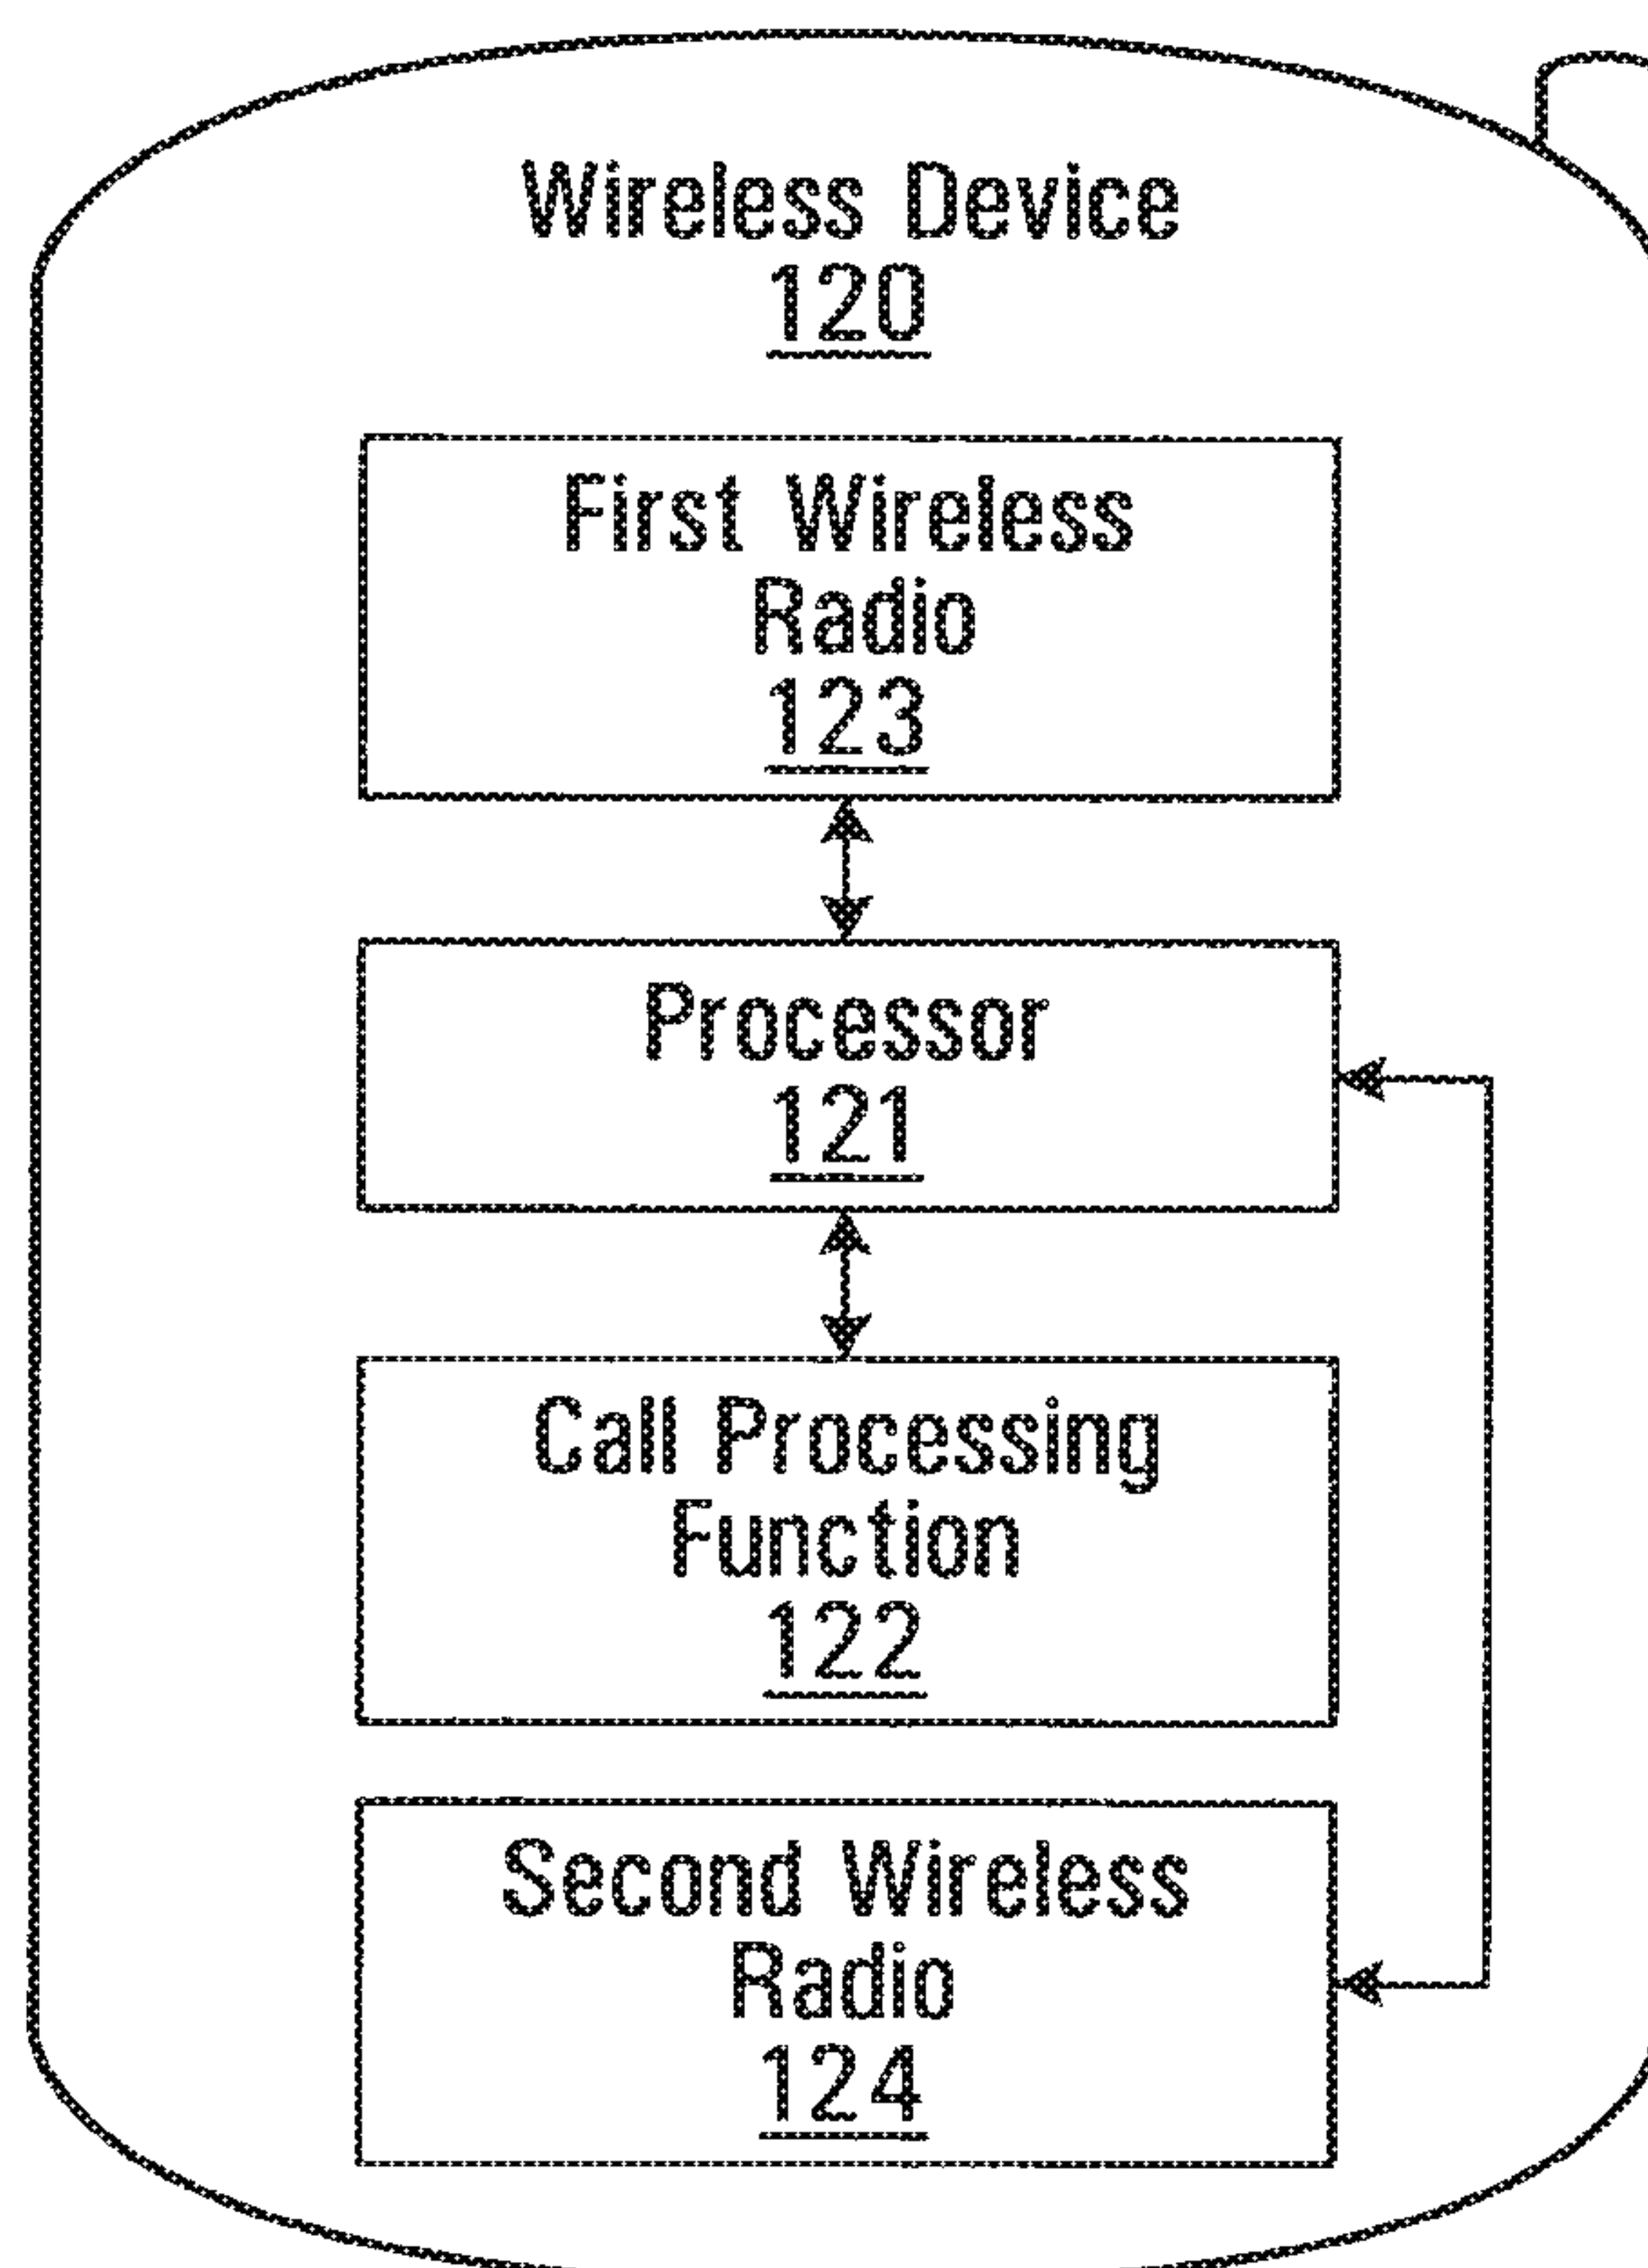 Wireless Device
120
First Wireless
Radio
123
Processor
121
Call Processing
Function
122
Second Wireless
Radio
124